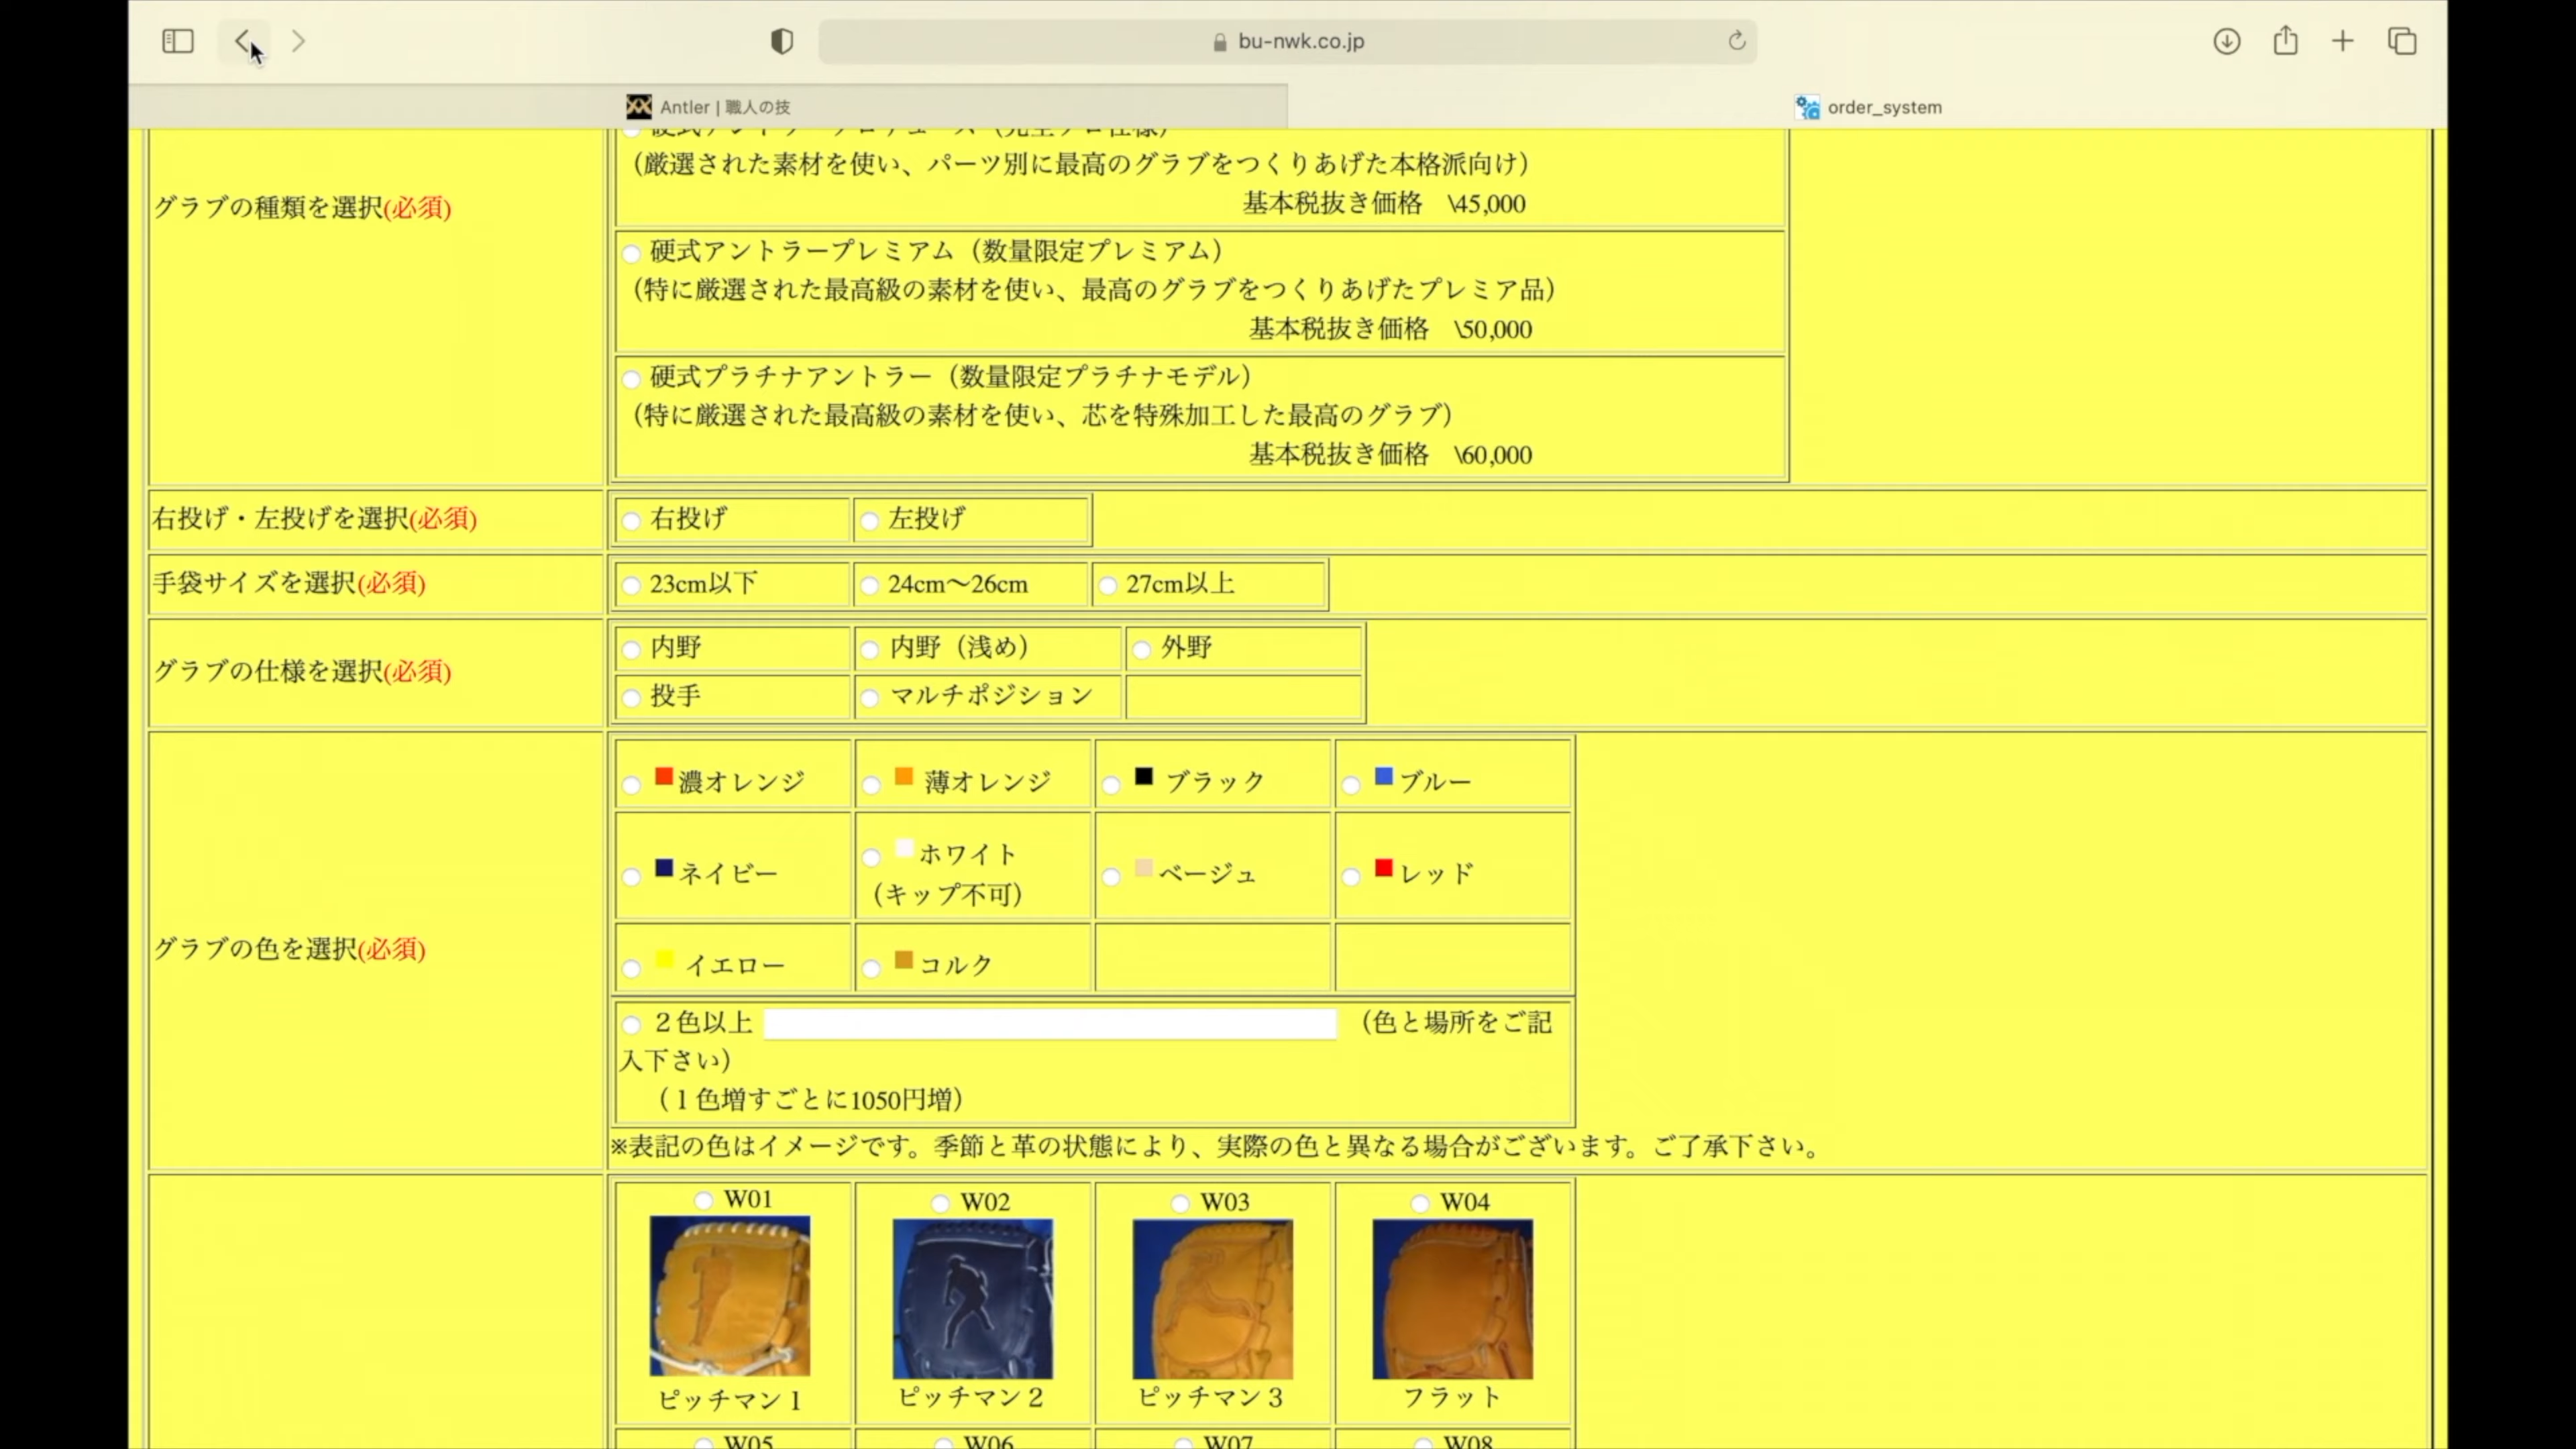 bu-nwk.co.jp
Antler | 職人の技
order_system
(厳選された素材を使い、パーツ別に最高のグラブをつくりあげた本格派向け)
グラブの種類を選択(必須)
基本税抜き価格 \45,000
硬式アントラープレミアム（数量限定プレミアム）
(特に厳選された最高級の素材を使い、最高のグラブをつくりあげたプレミア品)
基本税抜き価格 \50,000
硬式プラチナアントラー（数量限定プラチナモデル）
(特に厳選された最高級の素材を使い、芯を特殊加工した最高のグラブ)
基本税抜き価格 \60,000
右投げ・左投げを選択(必須) 右投げ 左投げ
手袋サイズを選択(必須) 23cm以下 24cm〜26cm 27cm以上
内野 内野（浅め） 外野
グラブの仕様を選択(必須)
投手 マルチポジション
濃オレンジ 薄オレンジ ブラック ブルー
ネイビー ホワイト ベージュ レッド
(キップ不可)
グラブの色を選択(必須)
イエロー コルク
２色以上 （色と場所をご記
入下さい）
（１色増すごとに1050円増）
※表記の色はイメージです。季節と革の状態により、実際の色と異なる場合がございます。ご了承下さい。
W01 W02 W03 W04
ピッチマン１ ピッチマン２ ピッチマン３ フラット
W05 W06 W07 W08